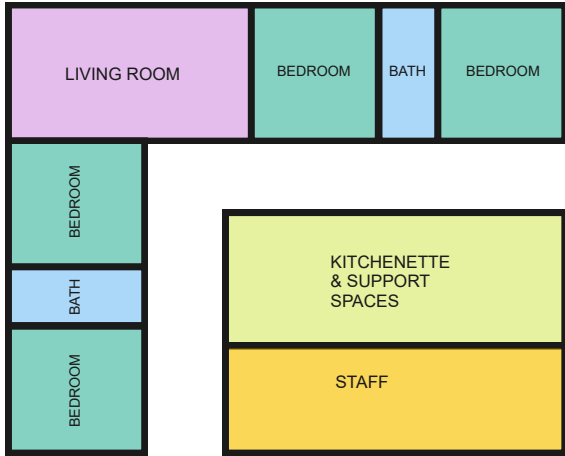 LIVING ROOM
BEDROOM
BATH
BEDROOM
BEDROOM
BATH
BEDROOM
KITCHENETTE
& SUPPORT
SPACES
STAFF